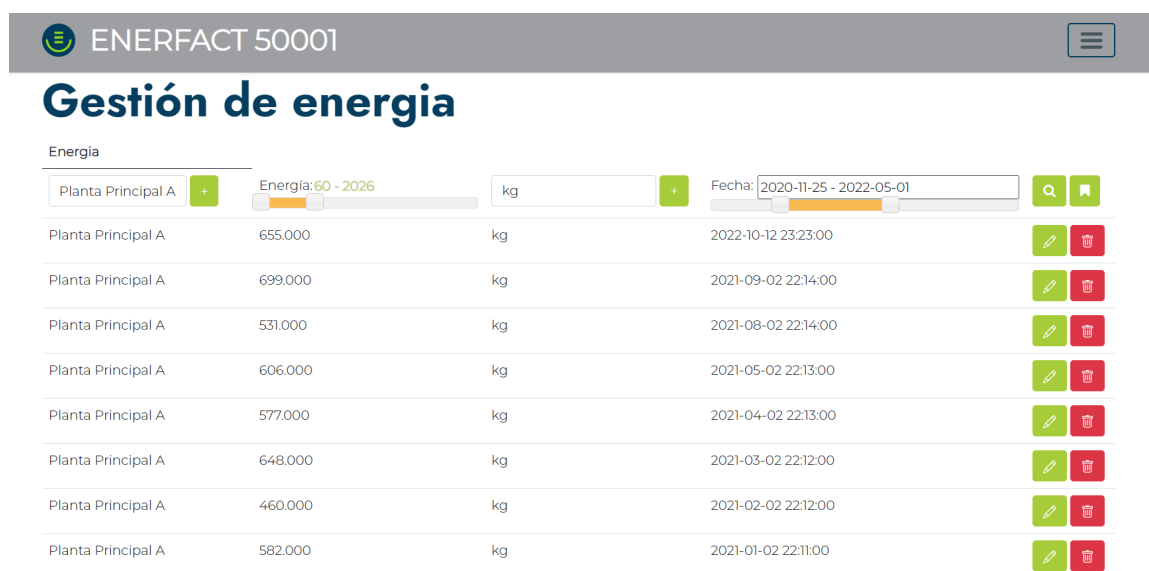 ENERFACT 50001
Gestión de energia
Energia
Planta Principal A + Energía: 60 - 2026 kg + Fecha: 2020-11-25 - 2022-05-01
Planta Principal A 655.000 kg 2022-10-12 23:23:00
Planta Principal A 699.000 kg 2021-09-02 22:14:00
Planta Principal A 531.000 kg 2021-08-02 22:14:00
Planta Principal A 606.000 kg 2021-05-02 22:13:00
Planta Principal A 577.000 kg 2021-04-02 22:13:00
Planta Principal A 648.000 kg 2021-03-02 22:12:00
Planta Principal A 460.000 kg 2021-02-02 22:12:00
Planta Principal A 582.000 kg 2021-01-02 22:11:00